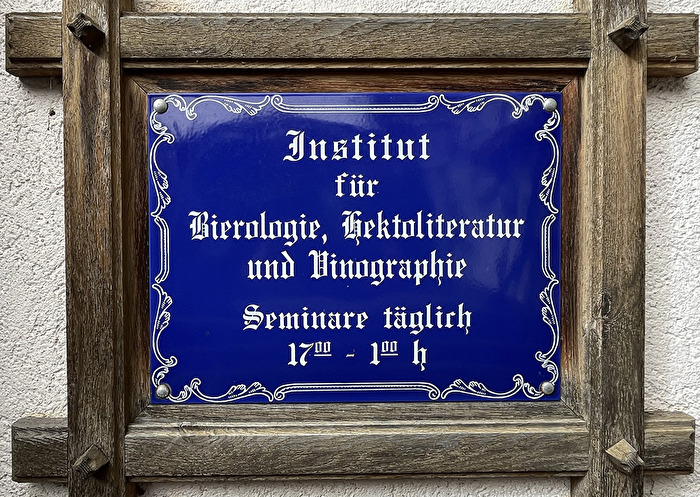 Institut
für
Bierologie, Hektoliteratur
und Vinographie
Seminare täglich
17⁰⁰ - 1⁰⁰ h